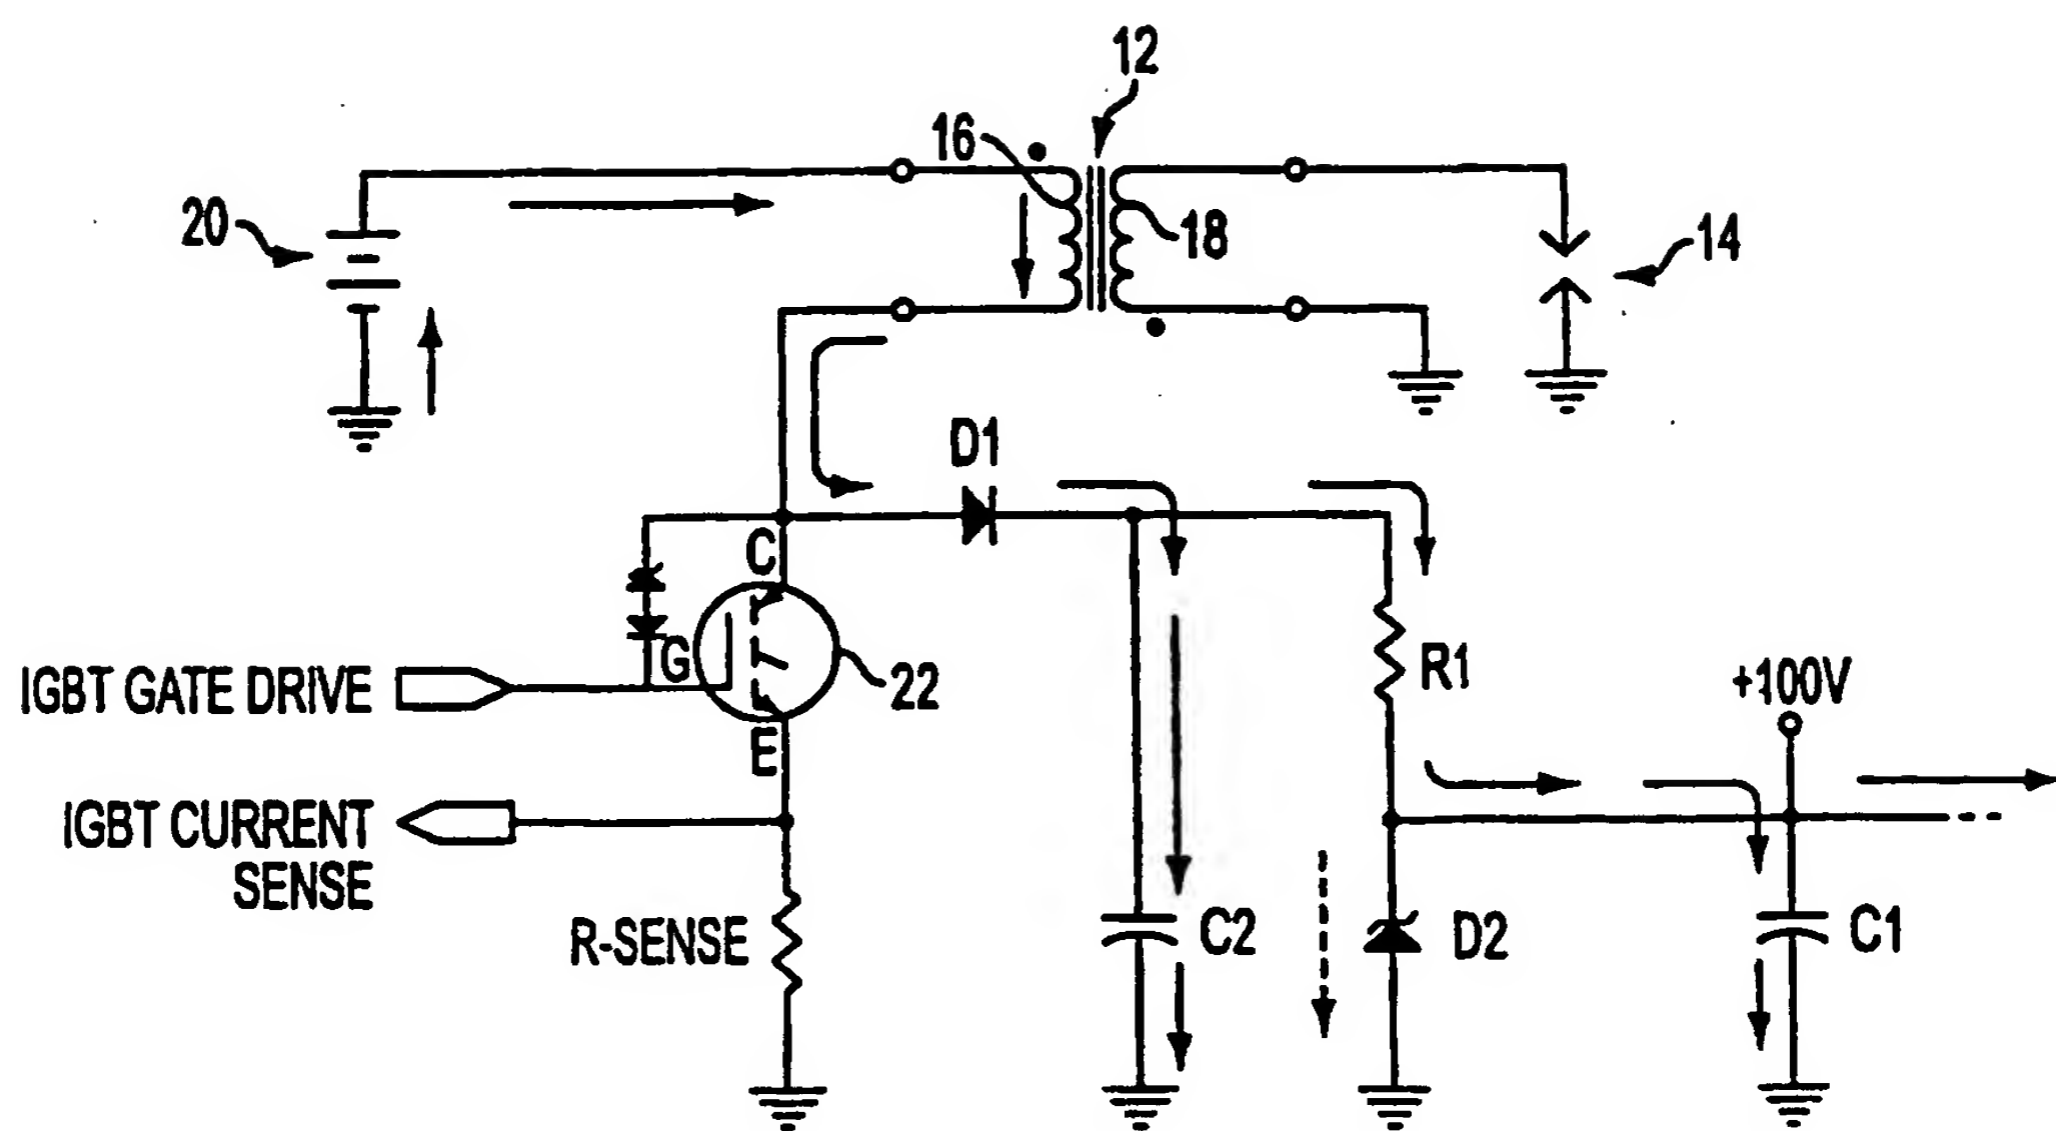 12
16
20
18
14
D1
C
G
22
R1
+100V
IGBT GATE DRIVE
E
IGBT CURRENT
SENSE
R-SENSE
C2
D2
C1